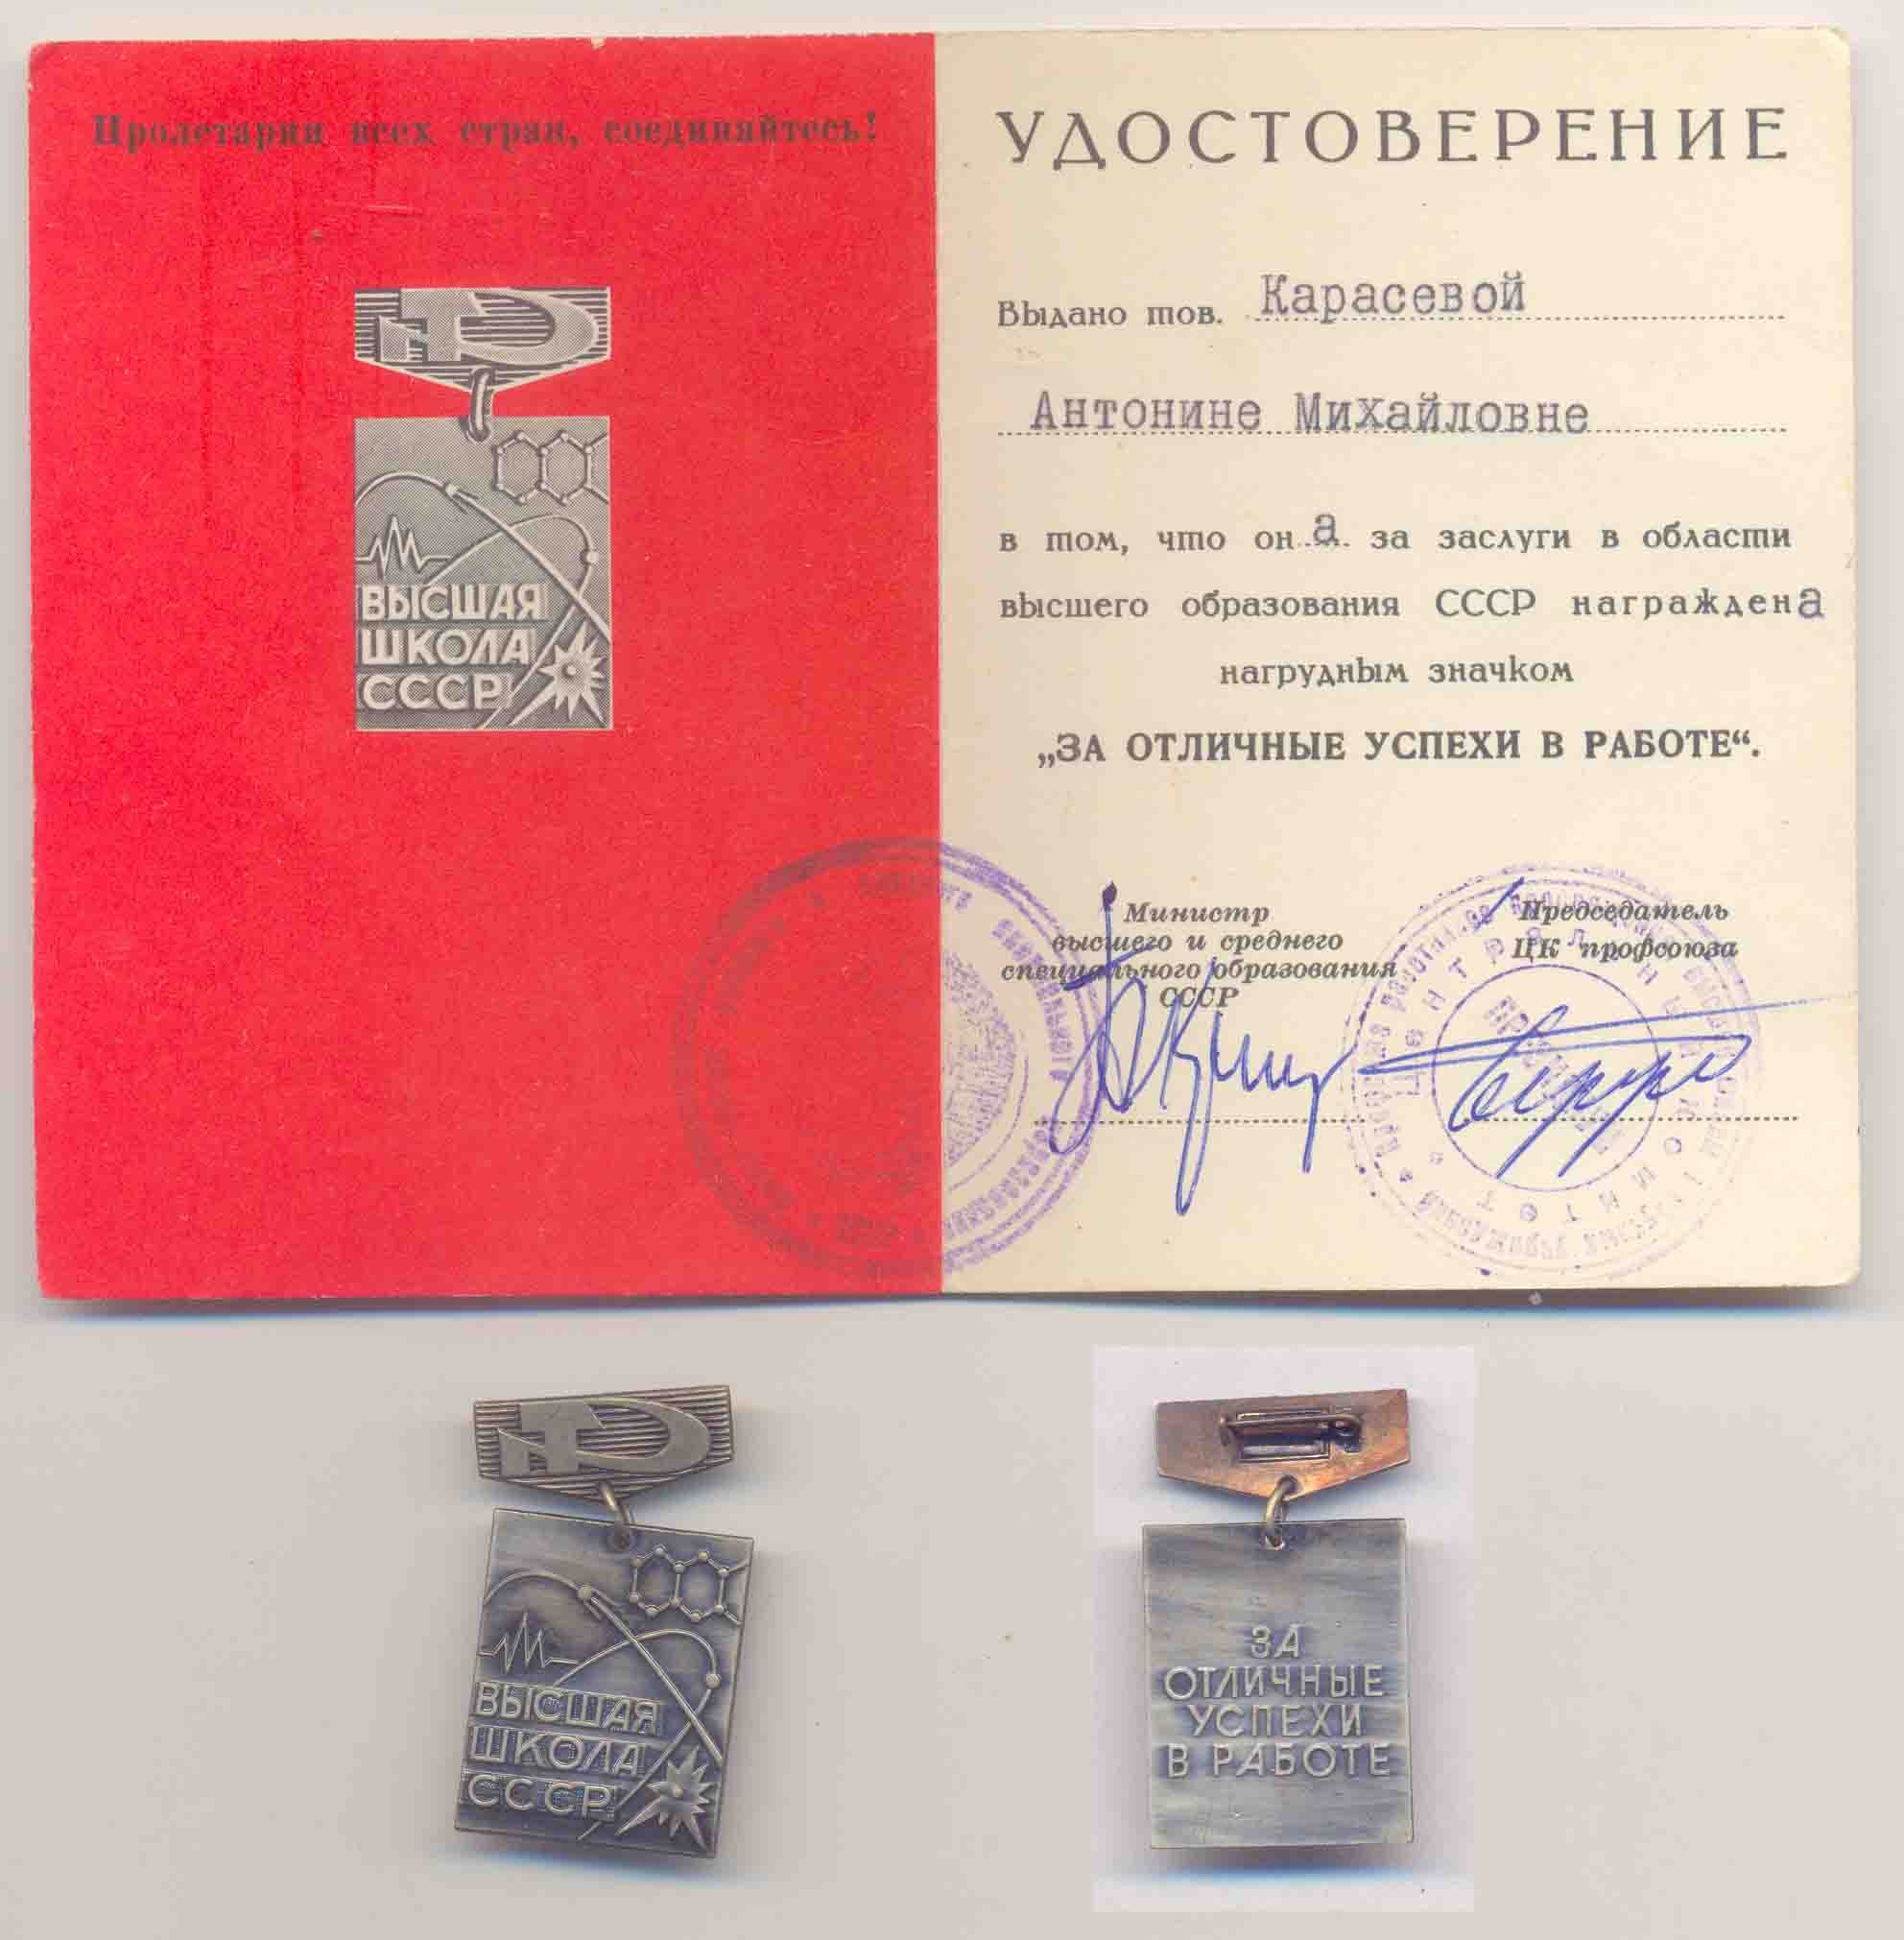 Пролетарии всех стран, соединяйтесь!
ВЫСШАЯ
ШКОЛА
СССР
УДОСТОВЕРЕНИЕ
Выдано тов. Карасевой
Антонине Михайловне
в том, что она за заслуги в области
высшего образования СССР награждена
нагрудным значком
„ЗА ОТЛИЧНЫЕ УСПЕХИ В РАБОТЕ“.
Министр
высшего и среднего
специального образования
СССР
Председатель
ЦК профсоюза
ЦЕНТРАЛЬНЫЙ КОМИТЕТ
ВЫСШАЯ
ШКОЛА
СССР
ЗА
ОТЛИЧНЫЕ
УСПЕХИ
В РАБОТЕ